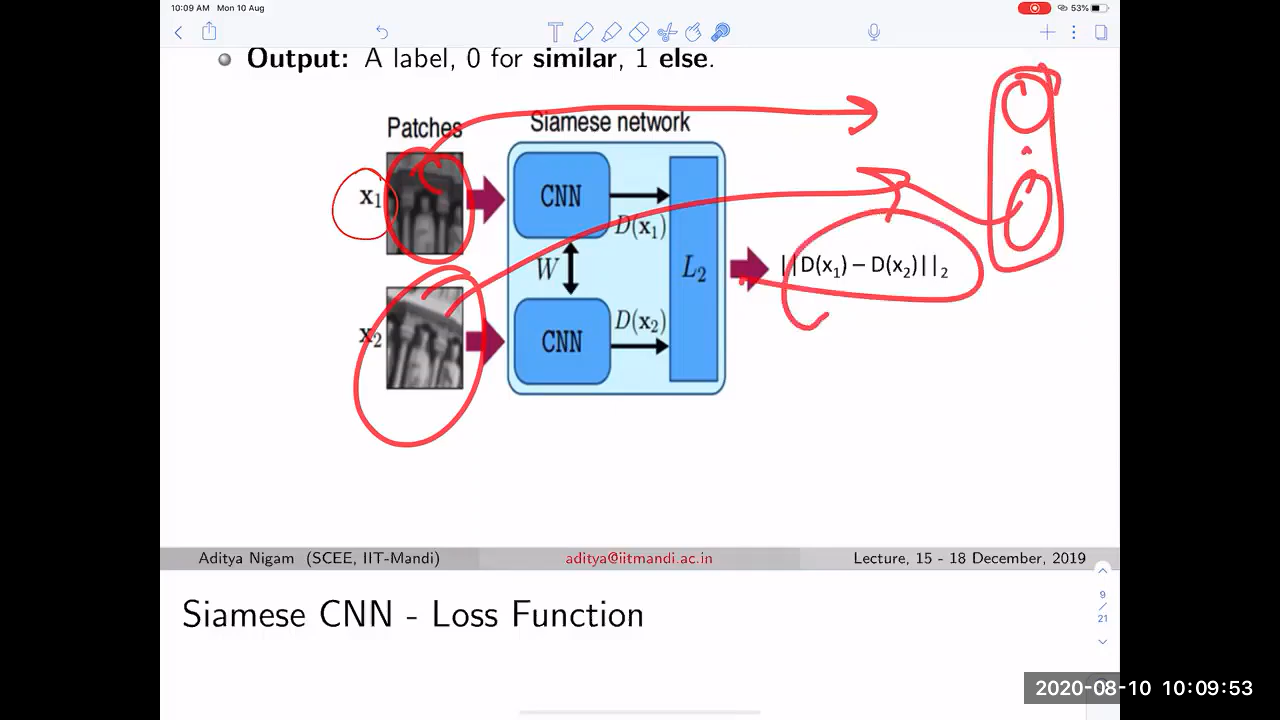 10:09 AM Mon 10 Aug
53%
Output: A label, 0 for similar, 1 else.
Patches
Siamese network
x1
CNN
D(x1)
W
L2
||D(x1) – D(x2)||2
x2
CNN
D(x2)
Aditya Nigam (SCEE, IIT-Mandi)
aditya@iitmandi.ac.in
Lecture, 15 - 18 December, 2019
9
/
21
Siamese CNN - Loss Function
2020-08-10 10:09:53